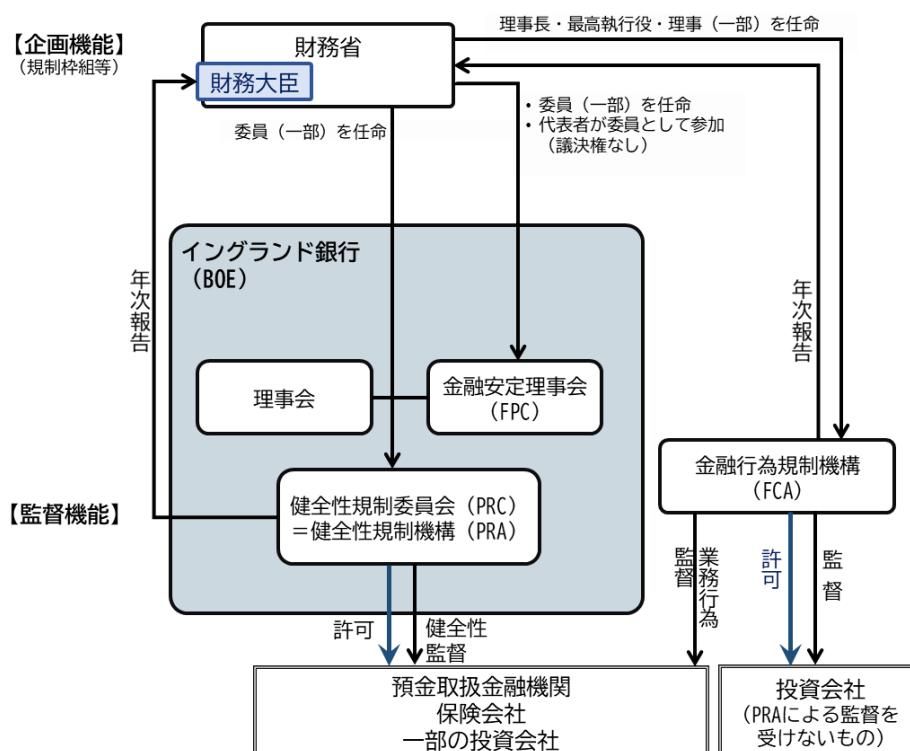 理事長・最高執行役・理事（一部）を任命
【企画機能】
（規制枠組等）
財務省
財務大臣
委員（一部）を任命
・委員（一部）を任命
・代表者が委員として参加
（議決権なし）
イングランド銀行
（BOE）
年次報告
年次報告
理事会
金融安定理事会
（FPC）
金融行為規制機構
（FCA）
【監督機能】
健全性規制委員会（PRC）
＝健全性規制機構（PRA）
許可
健全性
監督
業務行為
監督
許可
監督
預金取扱金融機関
保険会社
一部の投資会社
投資会社
（PRAによる監督を
受けないもの）